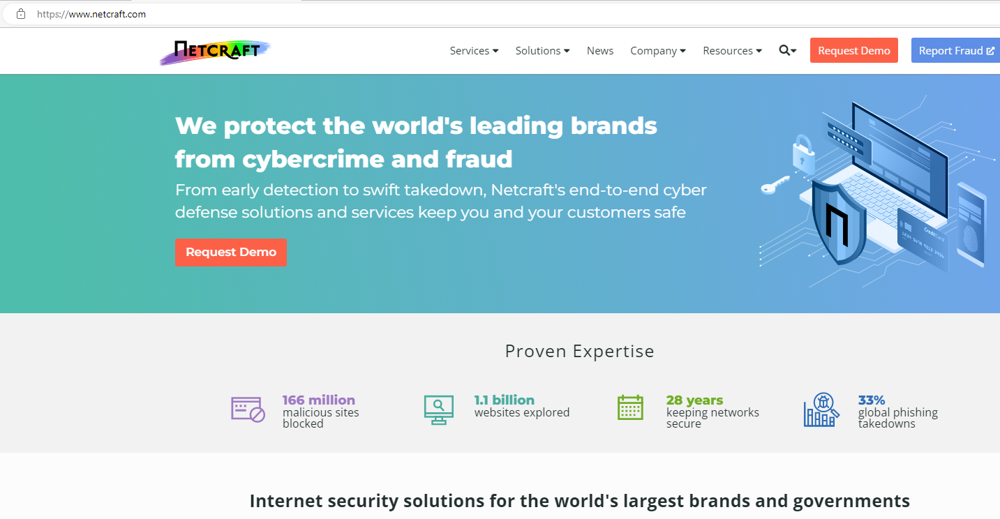 https://www.netcraft.com
NETCRAFT
Services
Solutions
News
Company
Resources
Request Demo
Report Fraud
We protect the world's leading brands
from cybercrime and fraud
From early detection to swift takedown, Netcraft's end-to-end cyber
defense solutions and services keep you and your customers safe
Request Demo
CreditCard
Proven Expertise
166 million
malicious sites
blocked
1.1 billion
websites explored
28 years
keeping networks
secure
33%
global phishing
takedowns
Internet security solutions for the world's largest brands and governments